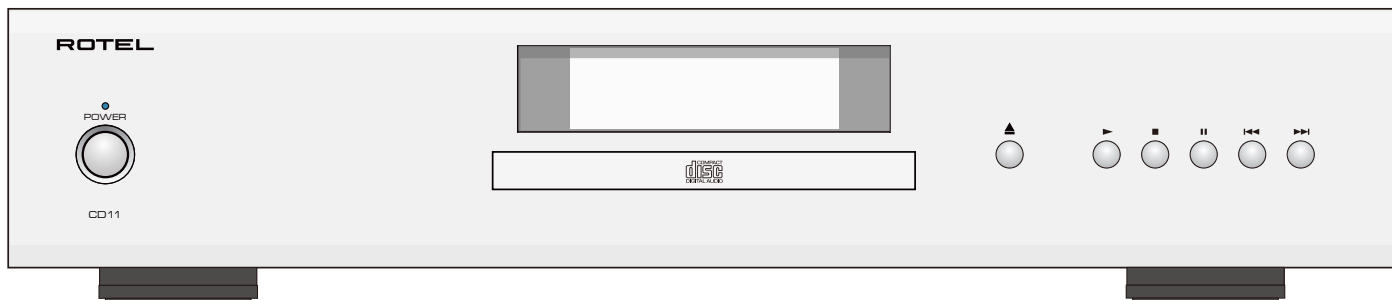 ROTEL
POWER
COMPACT
disc
DIGITAL AUDIO
CD11